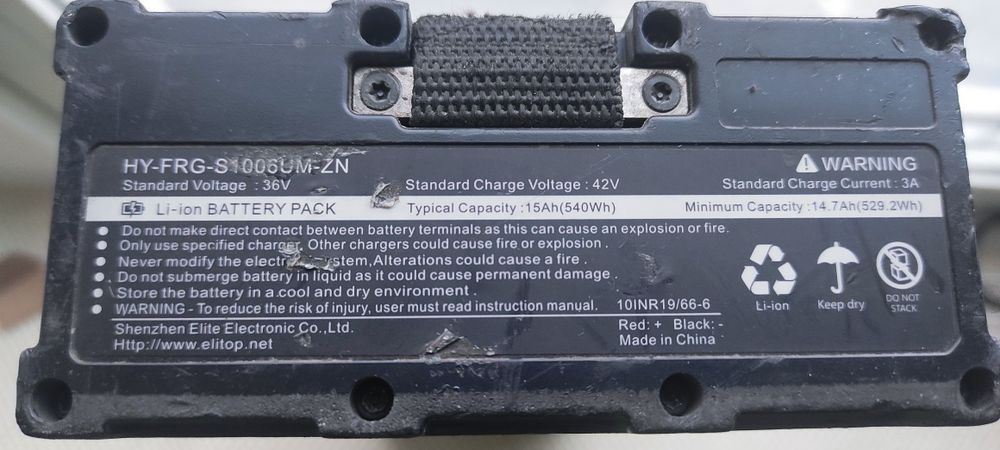 HY-FRG-S1006UM-ZN
WARNING
Standard Voltage : 36V
Standard Charge Voltage : 42V
Standard Charge Current : 3A
Li-ion BATTERY PACK
Typical Capacity :15Ah(540Wh)
Minimum Capacity : 14.7Ah(529.2Wh)
Do not make direct contact between battery terminals as this can cause an explosion or fire.
Only use specified charger, Other chargers could cause fire or explosion .
Never modify the system,Alterations could cause a fire .
Do not submerge battery in liquid as it could cause permanent damage .
Store the battery in a cool and dry environment .
WARNING - To reduce the risk of injury, user must read instruction manual.
10INR19/66-6
Shenzhen Elite Electronic Co.,Ltd.
Red: + Black: -
Http://www.elitop.net
Made in China
Li-ion
Keep dry
DO NOT
STACK